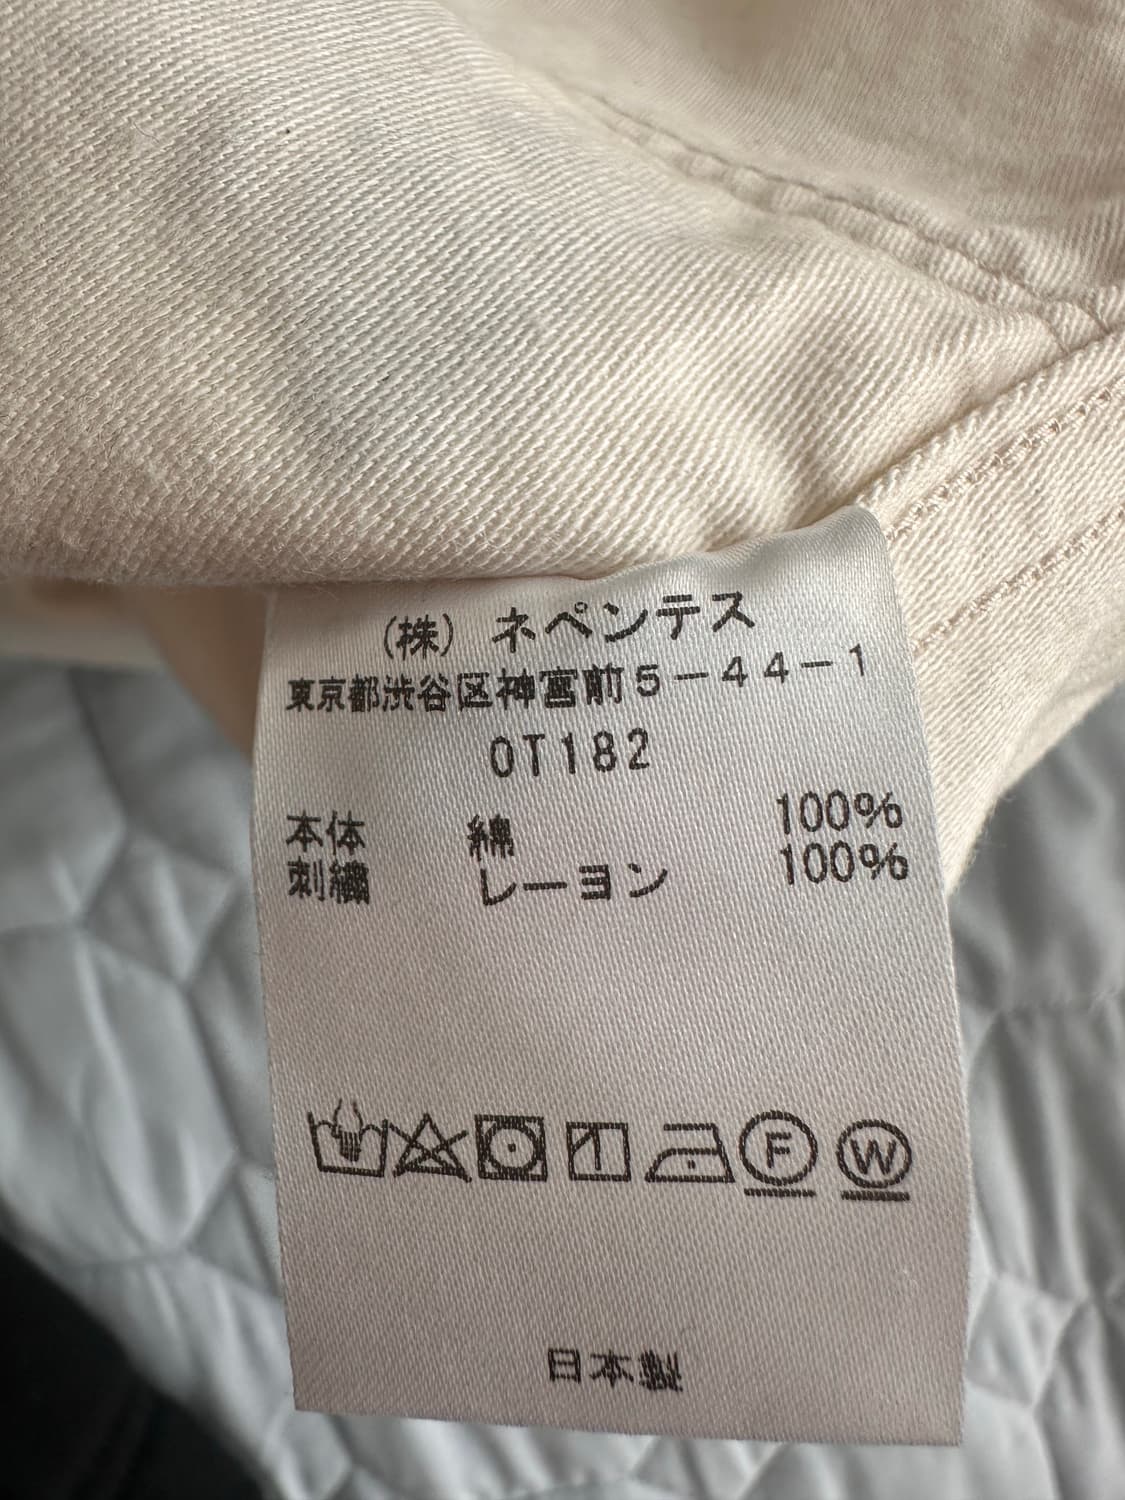 (株) ネペンテス
東京都渋谷区神宮前5-44-1
OT182
本体 綿 100%
刺繍 レーヨン 100%
F W
日本製